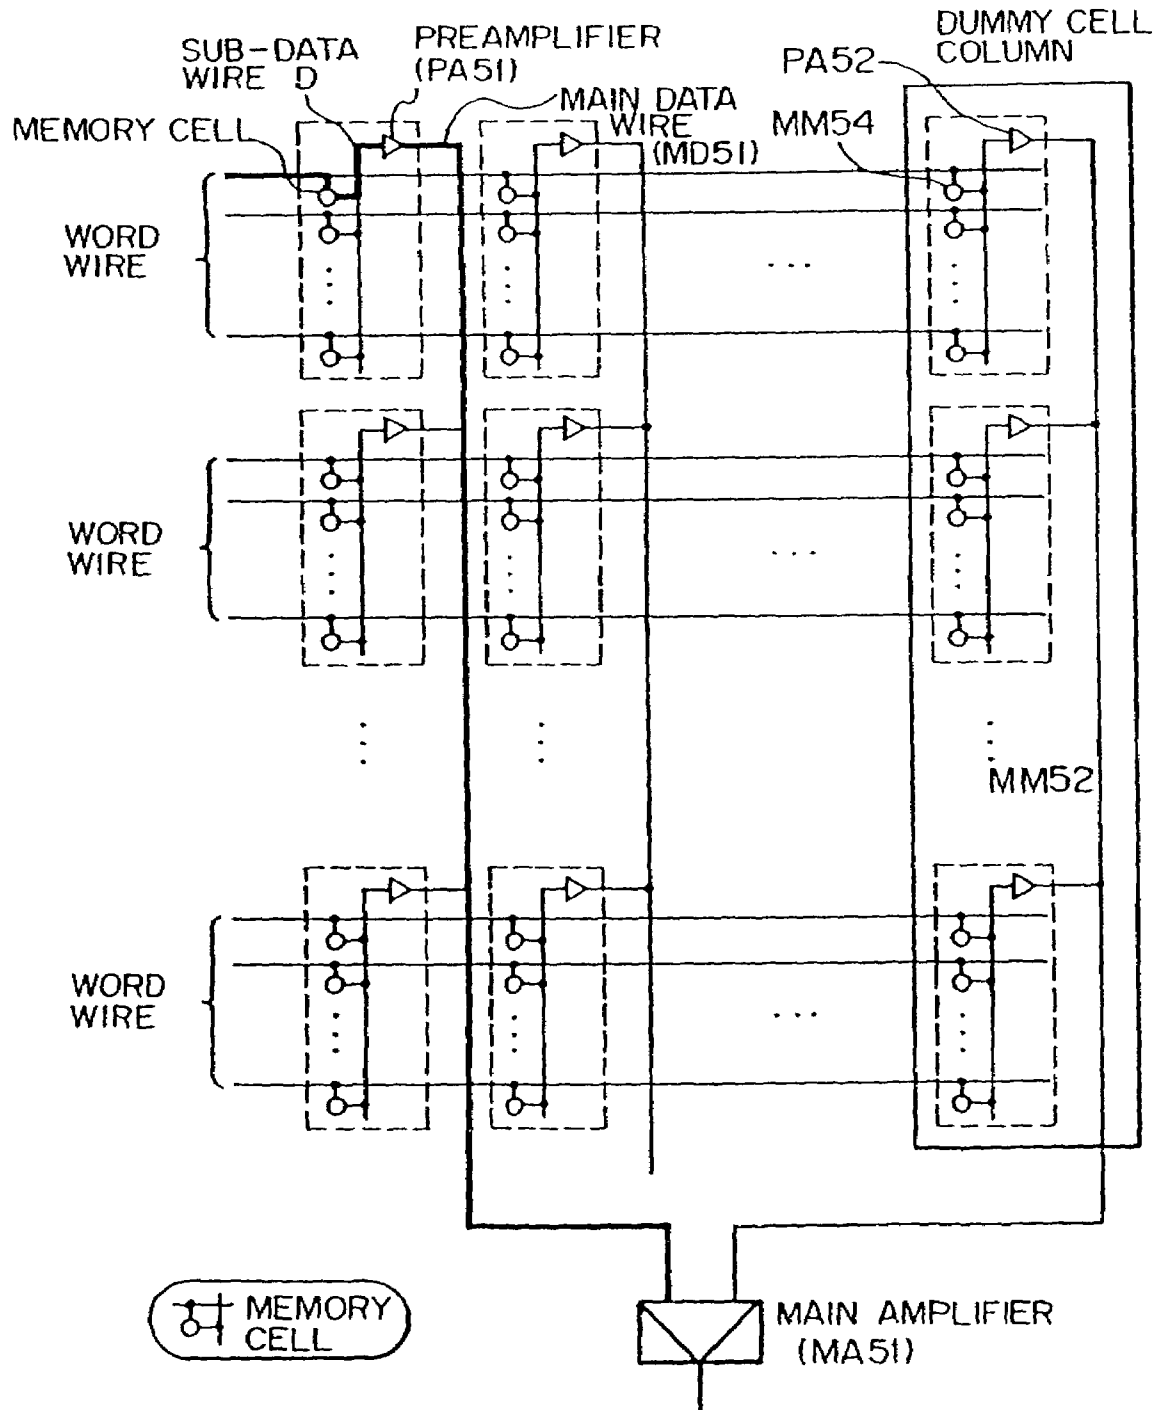 SUB-DATA
WIRE D
PREAMPLIFIER
(PA51)
DUMMY CELL
COLUMN
PA52
MAIN DATA
WIRE
(MD51)
MM54
MEMORY CELL
WORD
WIRE
WORD
WIRE
MM52
WORD
WIRE
MEMORY
CELL
MAIN AMPLIFIER
(MA51)